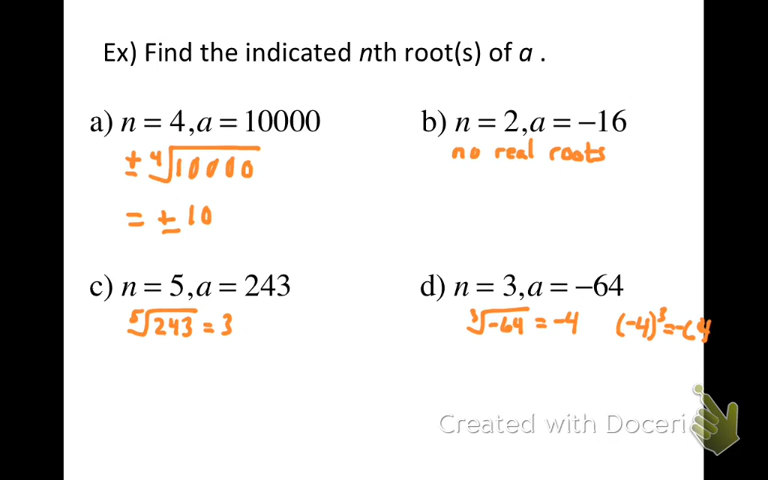 Ex) Find the indicated nth root(s) of a .
a) n = 4,a = 10000
± ∜10000
= ± 10
b) n = 2,a = −16
no real roots
c) n = 5,a = 243
⁵√243 = 3
d) n = 3,a = −64
³√-64 = -4 (-4)³=-64
Created with Doceri